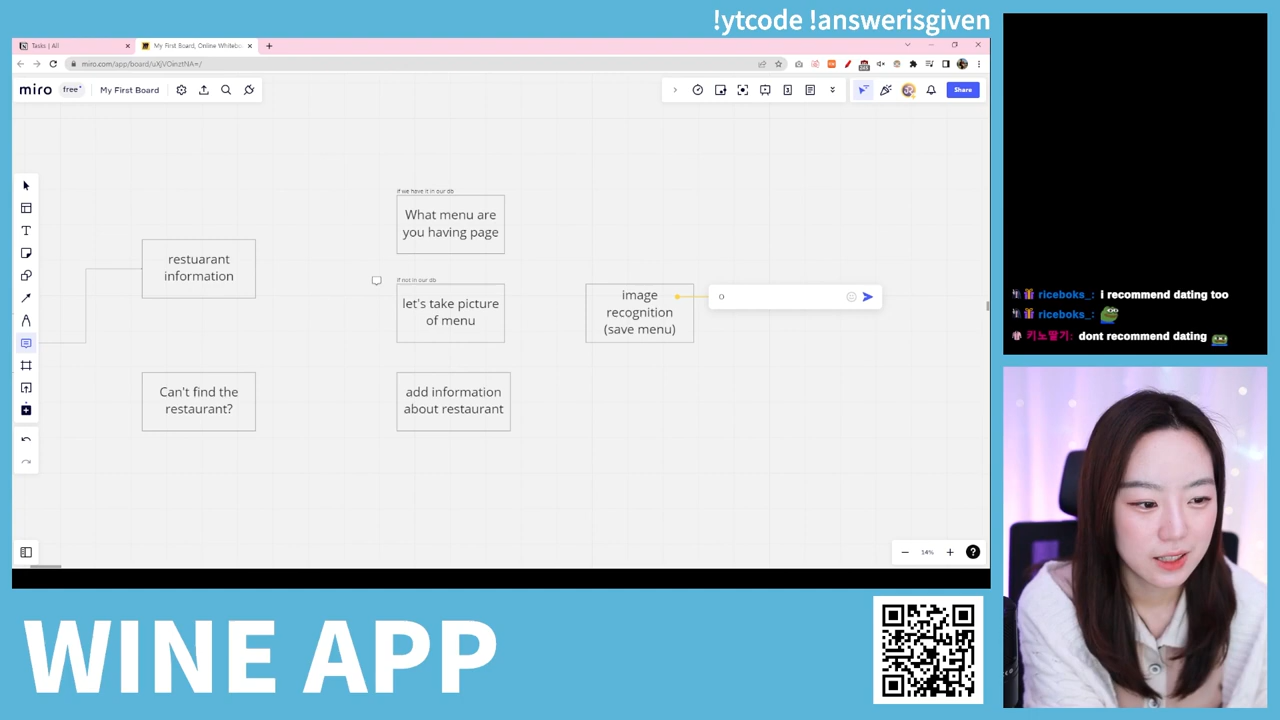 !ytcode !answerisgiven
Tasks | All
My First Board, Online Whitebo
miro.com/app/board/uXjVOinztNA=/
miro
free
My First Board
Share
if we have it in our db
What menu are
you having page
restuarant
information
if not in our db
let's take picture
of menu
image
recognition
(save menu)
o
Can't find the
restaurant?
add information
about restaurant
14%
riceboks_: i recommend dating too
riceboks_:
키노딸기: dont recommend dating
WINE APP